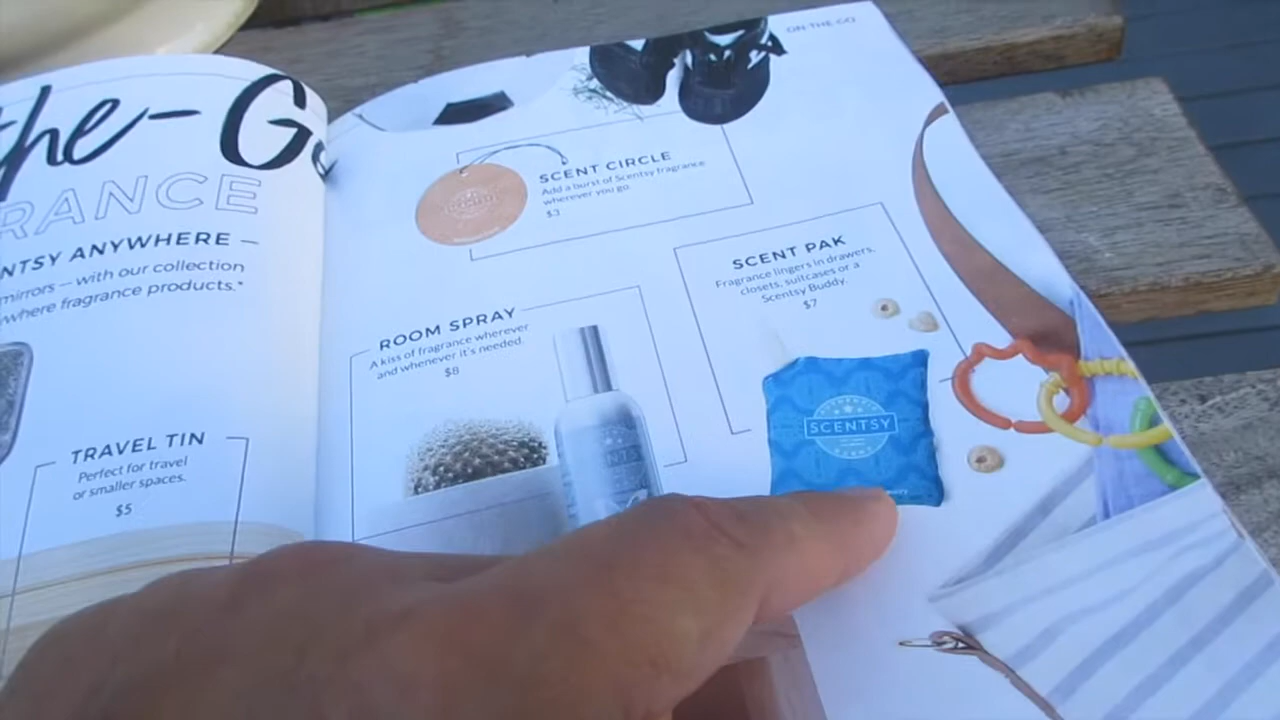 the-Go
RANCE
NTSY ANYWHERE —
mirrors — with our collection
ywhere fragrance products.*
TRAVEL TIN
Perfect for travel
or smaller spaces.
$5
ON-THE-GO
SCENT CIRCLE
Add a burst of Scentsy fragrance
wherever you go.
$3
SCENT PAK
Fragrance lingers in drawers,
closets, suitcases or a
Scentsy Buddy.
$7
ROOM SPRAY
A kiss of fragrance wherever
and whenever it's needed.
$8
AUTHENTIC
SCENTSY